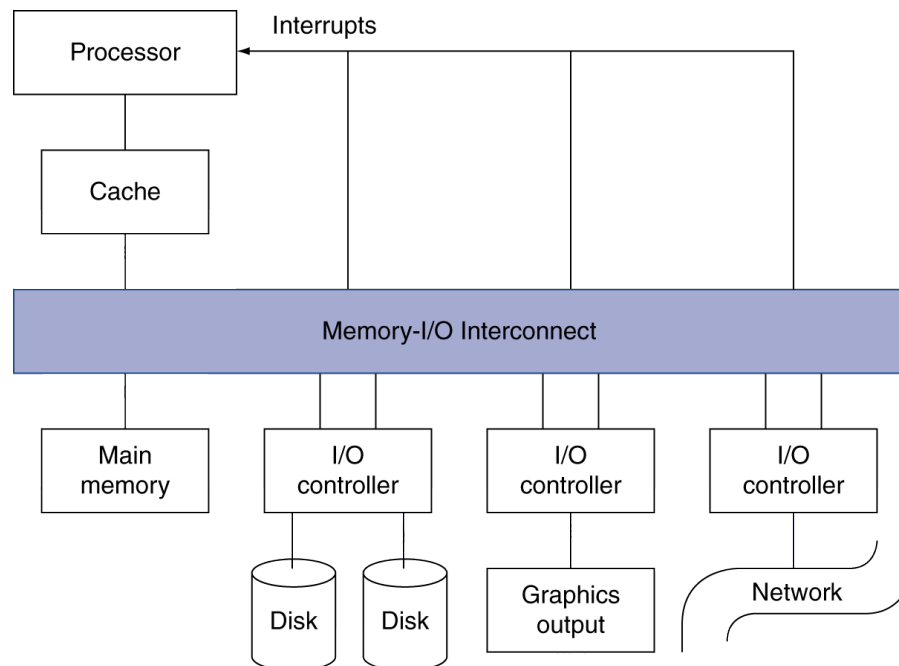 Interrupts
Processor
Cache
Memory-I/O Interconnect
Main
memory
I/O
controller
I/O
controller
I/O
controller
Disk
Disk
Graphics
output
Network